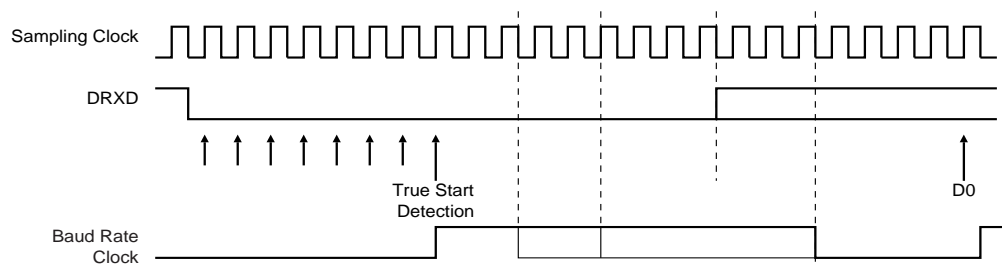 Sampling Clock
DRXD
True Start
Detection
D0
Baud Rate
Clock